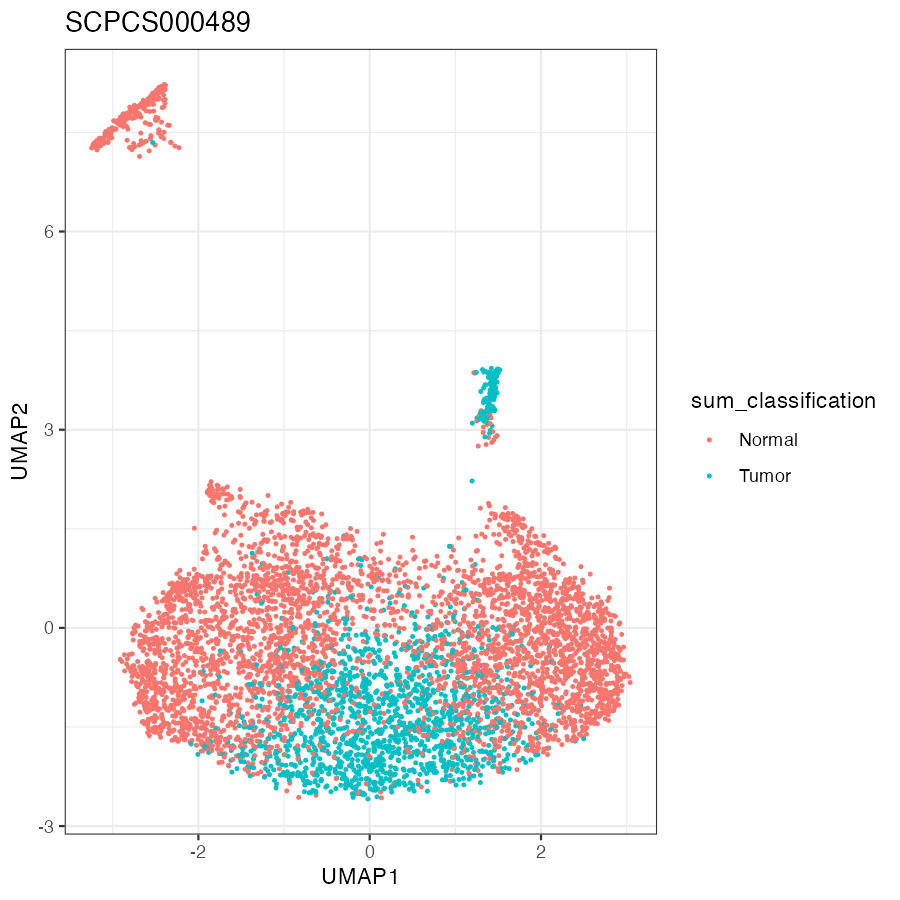 SCPCS000489
6
3
0
-3
UMAP2
-2 0 2
UMAP1
sum_classification
Normal
Tumor